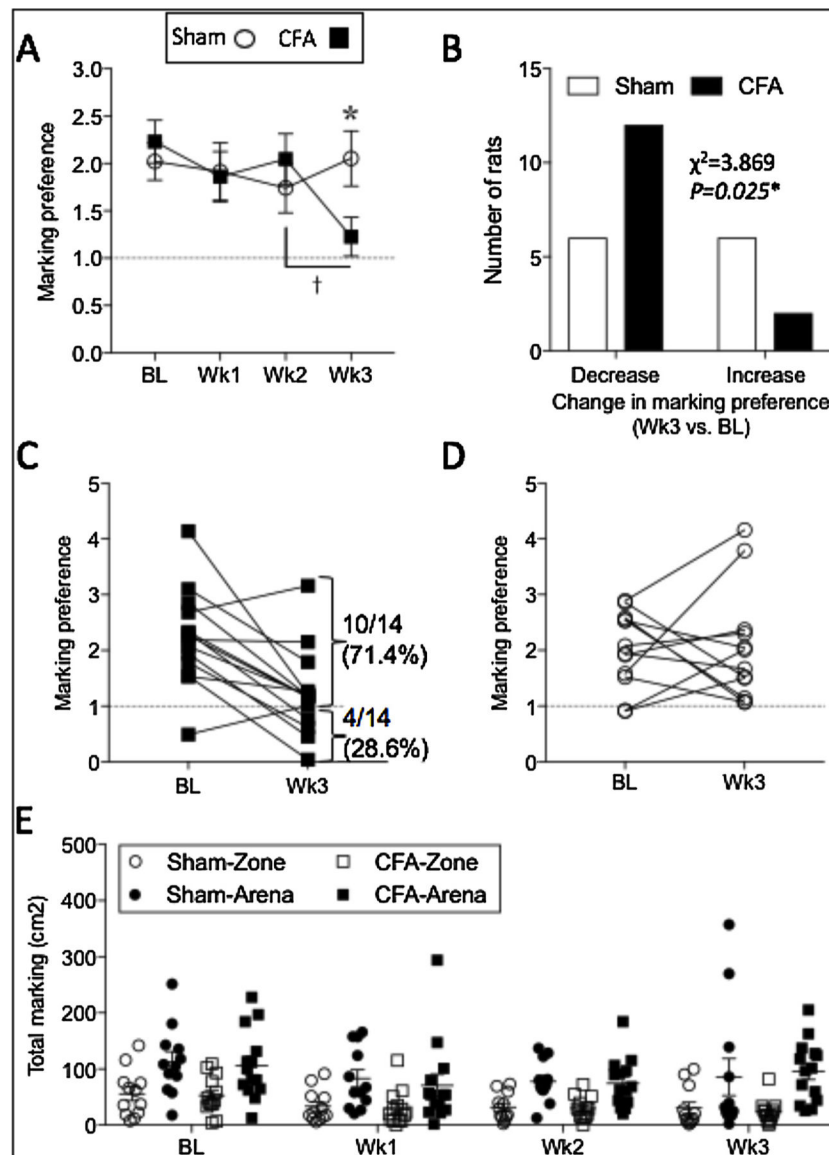 A
Sham CFA
3.0
2.5
2.0
1.5
1.0
0.5
0.0
Marking preference
*
†
BL Wk1 Wk2 Wk3
B
15
10
5
0
Number of rats
Sham CFA
χ²=3.869
P=0.025*
Decrease Increase
Change in marking preference
(Wk3 vs. BL)
C
5
4
3
2
1
0
Marking preference
10/14
(71.4%)
4/14
(28.6%)
BL Wk3
D
5
4
3
2
1
0
Marking preference
BL Wk3
E
500
400
300
200
100
0
Total marking (cm2)
Sham-Zone CFA-Zone
Sham-Arena CFA-Arena
BL Wk1 Wk2 Wk3